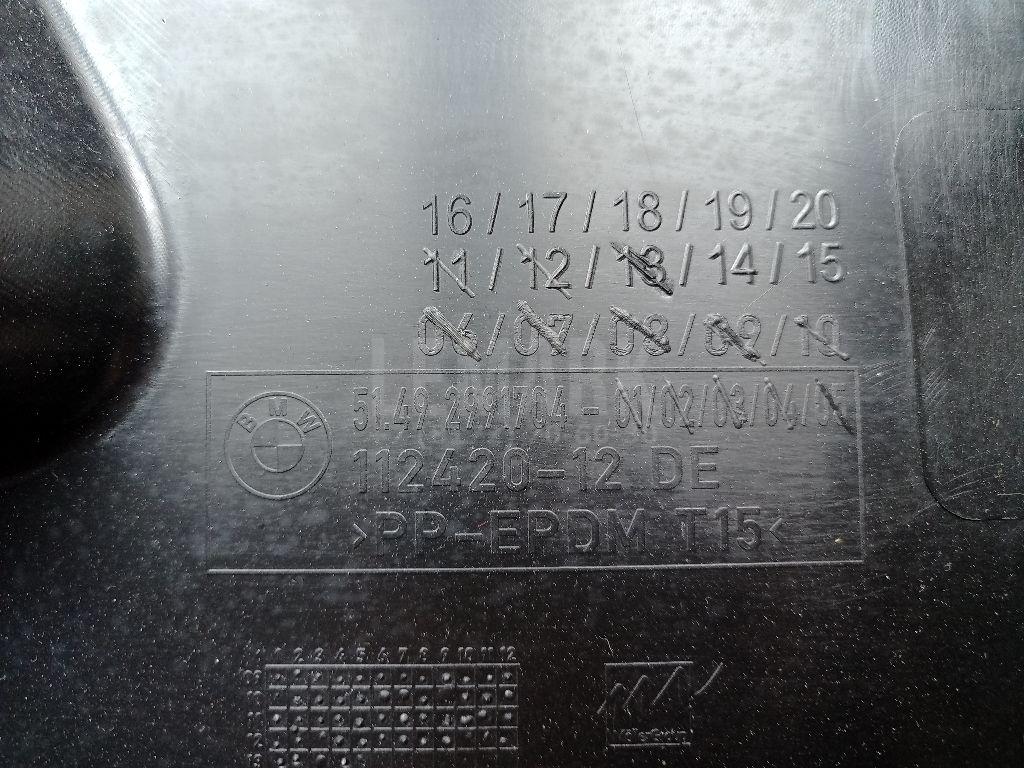 16/17/18/19/20
11/12/13/14/15
06/07/08/09/10
BMW
51.49 2991704-01/02/03/04/05
112420-12 DE
>PP-EPDM T15<
1 2 3 4 5 6 7 8 9 10 11 12
12
13